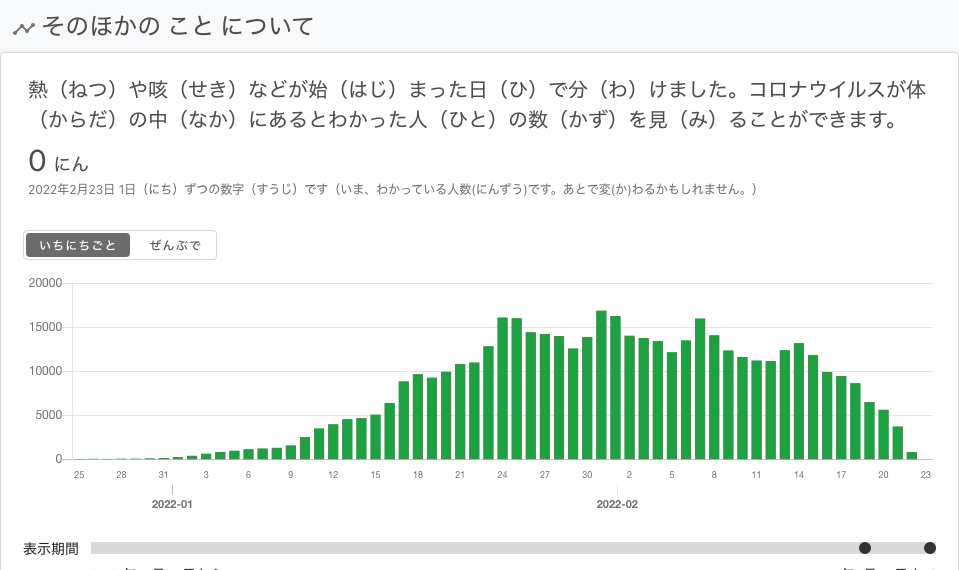 そのほかの こと について
熱（ねつ）や咳（せき）などが始（はじ）まった日（ひ）で分（わ）けました。コロナウイルスが体
（からだ）の中（なか）にあるとわかった人（ひと）の数（かず）を見（み）ることができます。
0 にん
2022年2月23日 1日（にち）ずつの数字（すうじ）です（いま、わかっている人数(にんずう)です。あとで変(か)わるかもしれません。）
いちにちごと ぜんぶで
20000
15000
10000
5000
0
25 28 31 3 6 9 12 15 18 21 24 27 30 2 5 8 11 14 17 20 23
2022-01 2022-02
表示期間